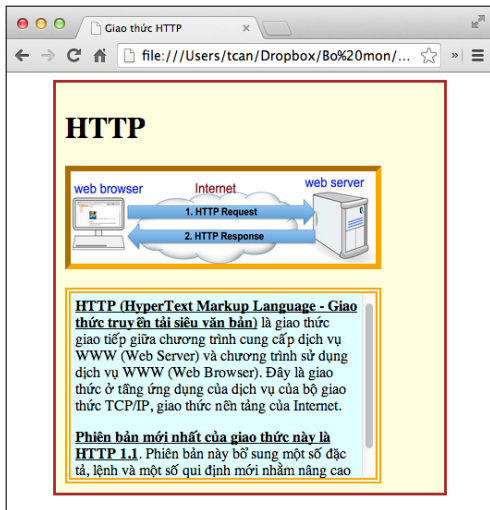 Giao thức HTTP
file:///Users/tcan/Dropbox/Bo%20mon/...
HTTP
web browser
Internet
web server
1. HTTP Request
2. HTTP Response
HTTP (HyperText Markup Language - Giao
thức truyền tải siêu văn bản) là giao thức
giao tiếp giữa chương trình cung cấp dịch vụ
WWW (Web Server) và chương trình sử dụng
dịch vụ WWW (Web Browser). Đây là giao
thức ở tầng ứng dụng của dịch vụ của bộ giao
thức TCP/IP, giao thức nền tảng của Internet.
Phiên bản mới nhất của giao thức này là
HTTP 1.1. Phiên bản này bổ sung một số đặc
tả, lệnh và một số qui định mới nhằm nâng cao